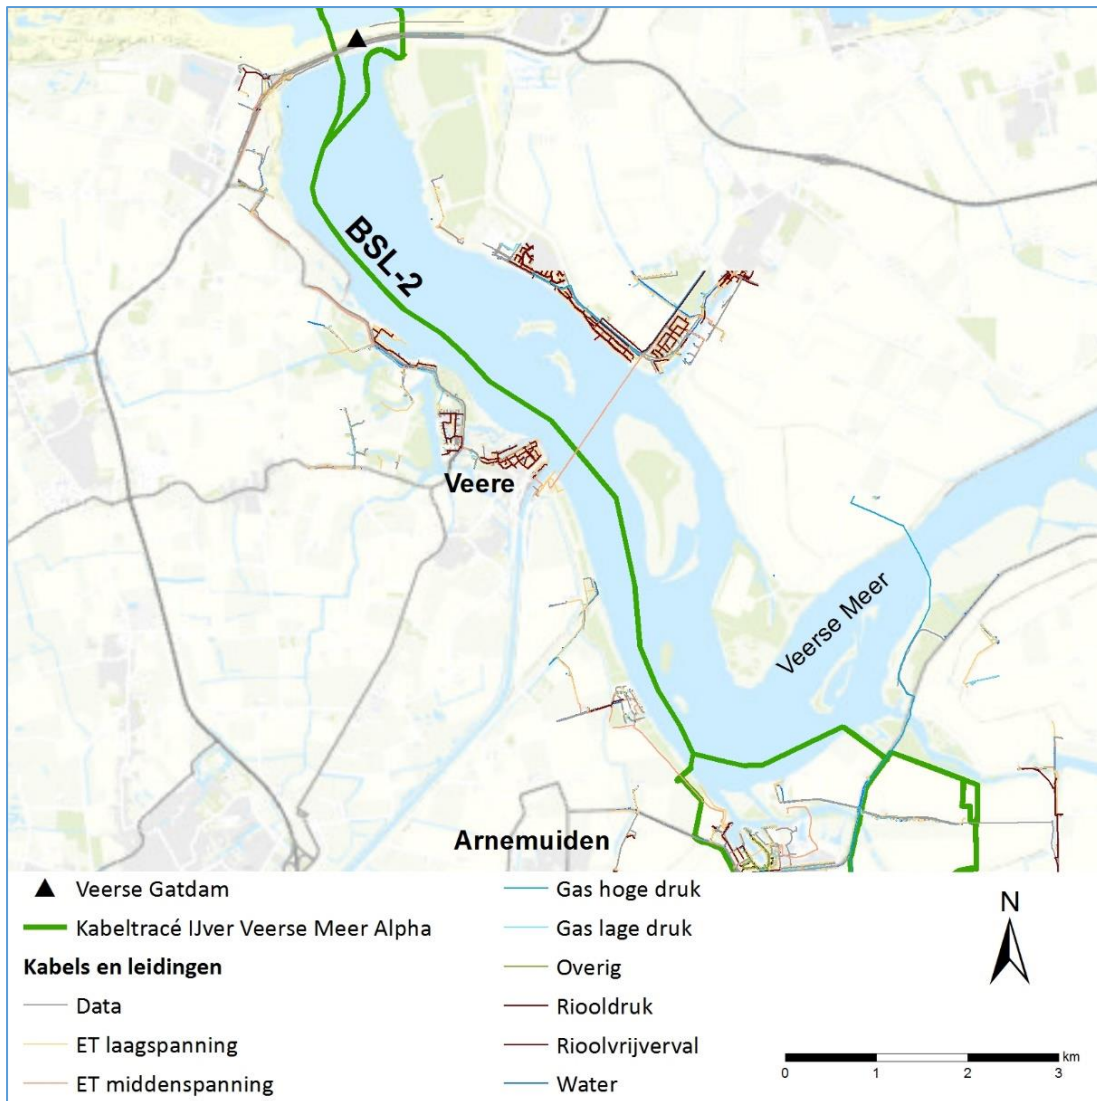 BSL-2
Veere
Veerse Meer
Arnemuiden
Veerse Gatdam
Kabeltracé IJver Veerse Meer Alpha
Kabels en leidingen
Data
ET laagspanning
ET middenspanning
Gas hoge druk
Gas lage druk
Overig
Riooldruk
Rioolvrijverval
Water
N
km
0 1 2 3